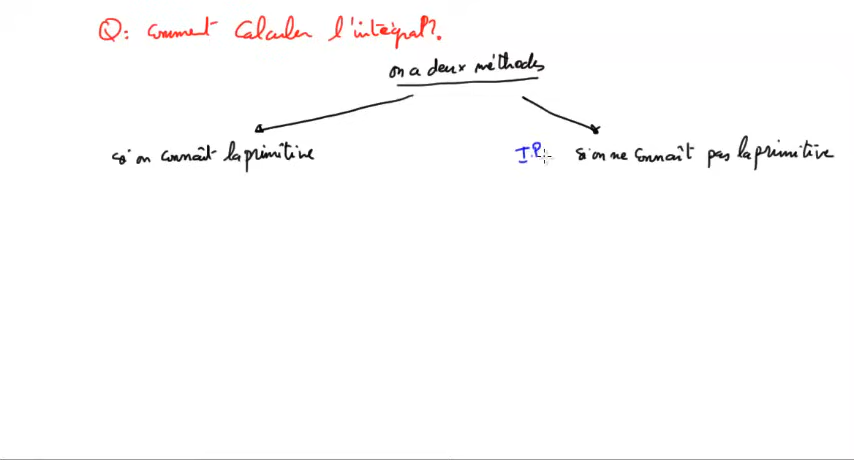 Q: comment calculer l'intégral?
on a deux méthodes
si on connaît la primitive
I.P: si on ne connaît pas la primitive